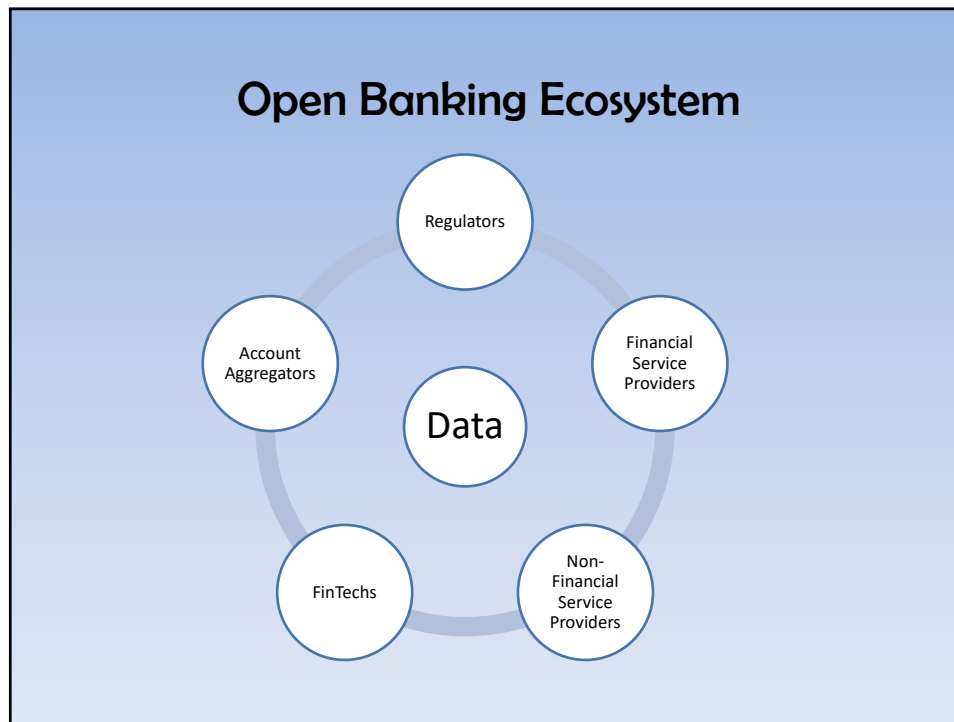 Open Banking Ecosystem
Regulators
Financial
Service
Providers
Non-
Financial
Service
Providers
FinTechs
Account
Aggregators
Data